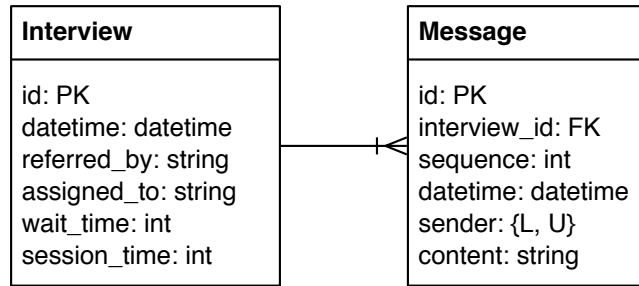 Interview
id: PK
datetime: datetime
referred_by: string
assigned_to: string
wait_time: int
session_time: int
Message
id: PK
interview_id: FK
sequence: int
datetime: datetime
sender: {L, U}
content: string